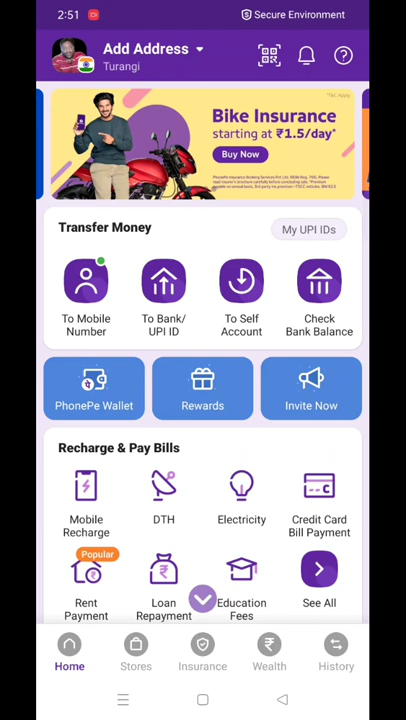 2:51
Secure Environment
Add Address
Turangi
*T&C Apply
Bike Insurance
starting at ₹1.5/day*
Buy Now
Transfer Money
My UPI IDs
To Mobile
Number
To Bank/
UPI ID
To Self
Account
Check
Bank Balance
PhonePe Wallet
Rewards
Invite Now
Recharge & Pay Bills
Mobile
Recharge
DTH
Electricity
Credit Card
Bill Payment
Popular
Rent
Payment
Loan
Repayment
Education
Fees
See All
Home
Stores
Insurance
Wealth
History